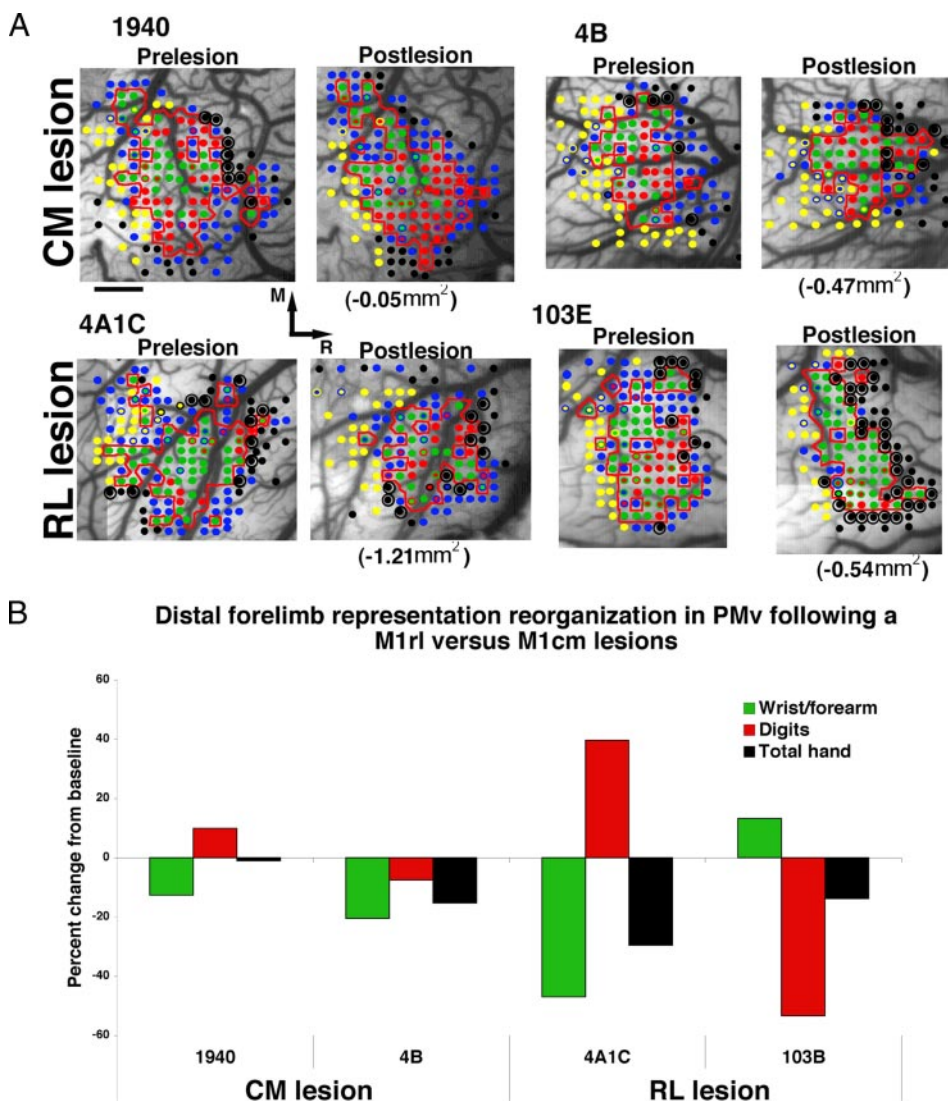 A
1940
Prelesion
Postlesion
4B
Prelesion
Postlesion
CM lesion
(-0.05mm²)
(-0.47mm²)
M
R
4A1C
Prelesion
Postlesion
103E
Prelesion
Postlesion
RL lesion
(-1.21mm²)
(-0.54mm²)
B
Distal forelimb representation reorganization in PMv following a
M1rl versus M1cm lesions
Wrist/forearm
Digits
Total hand
Percent change from baseline
60
40
20
0
-20
-40
-60
1940
4B
4A1C
103B
CM lesion
RL lesion